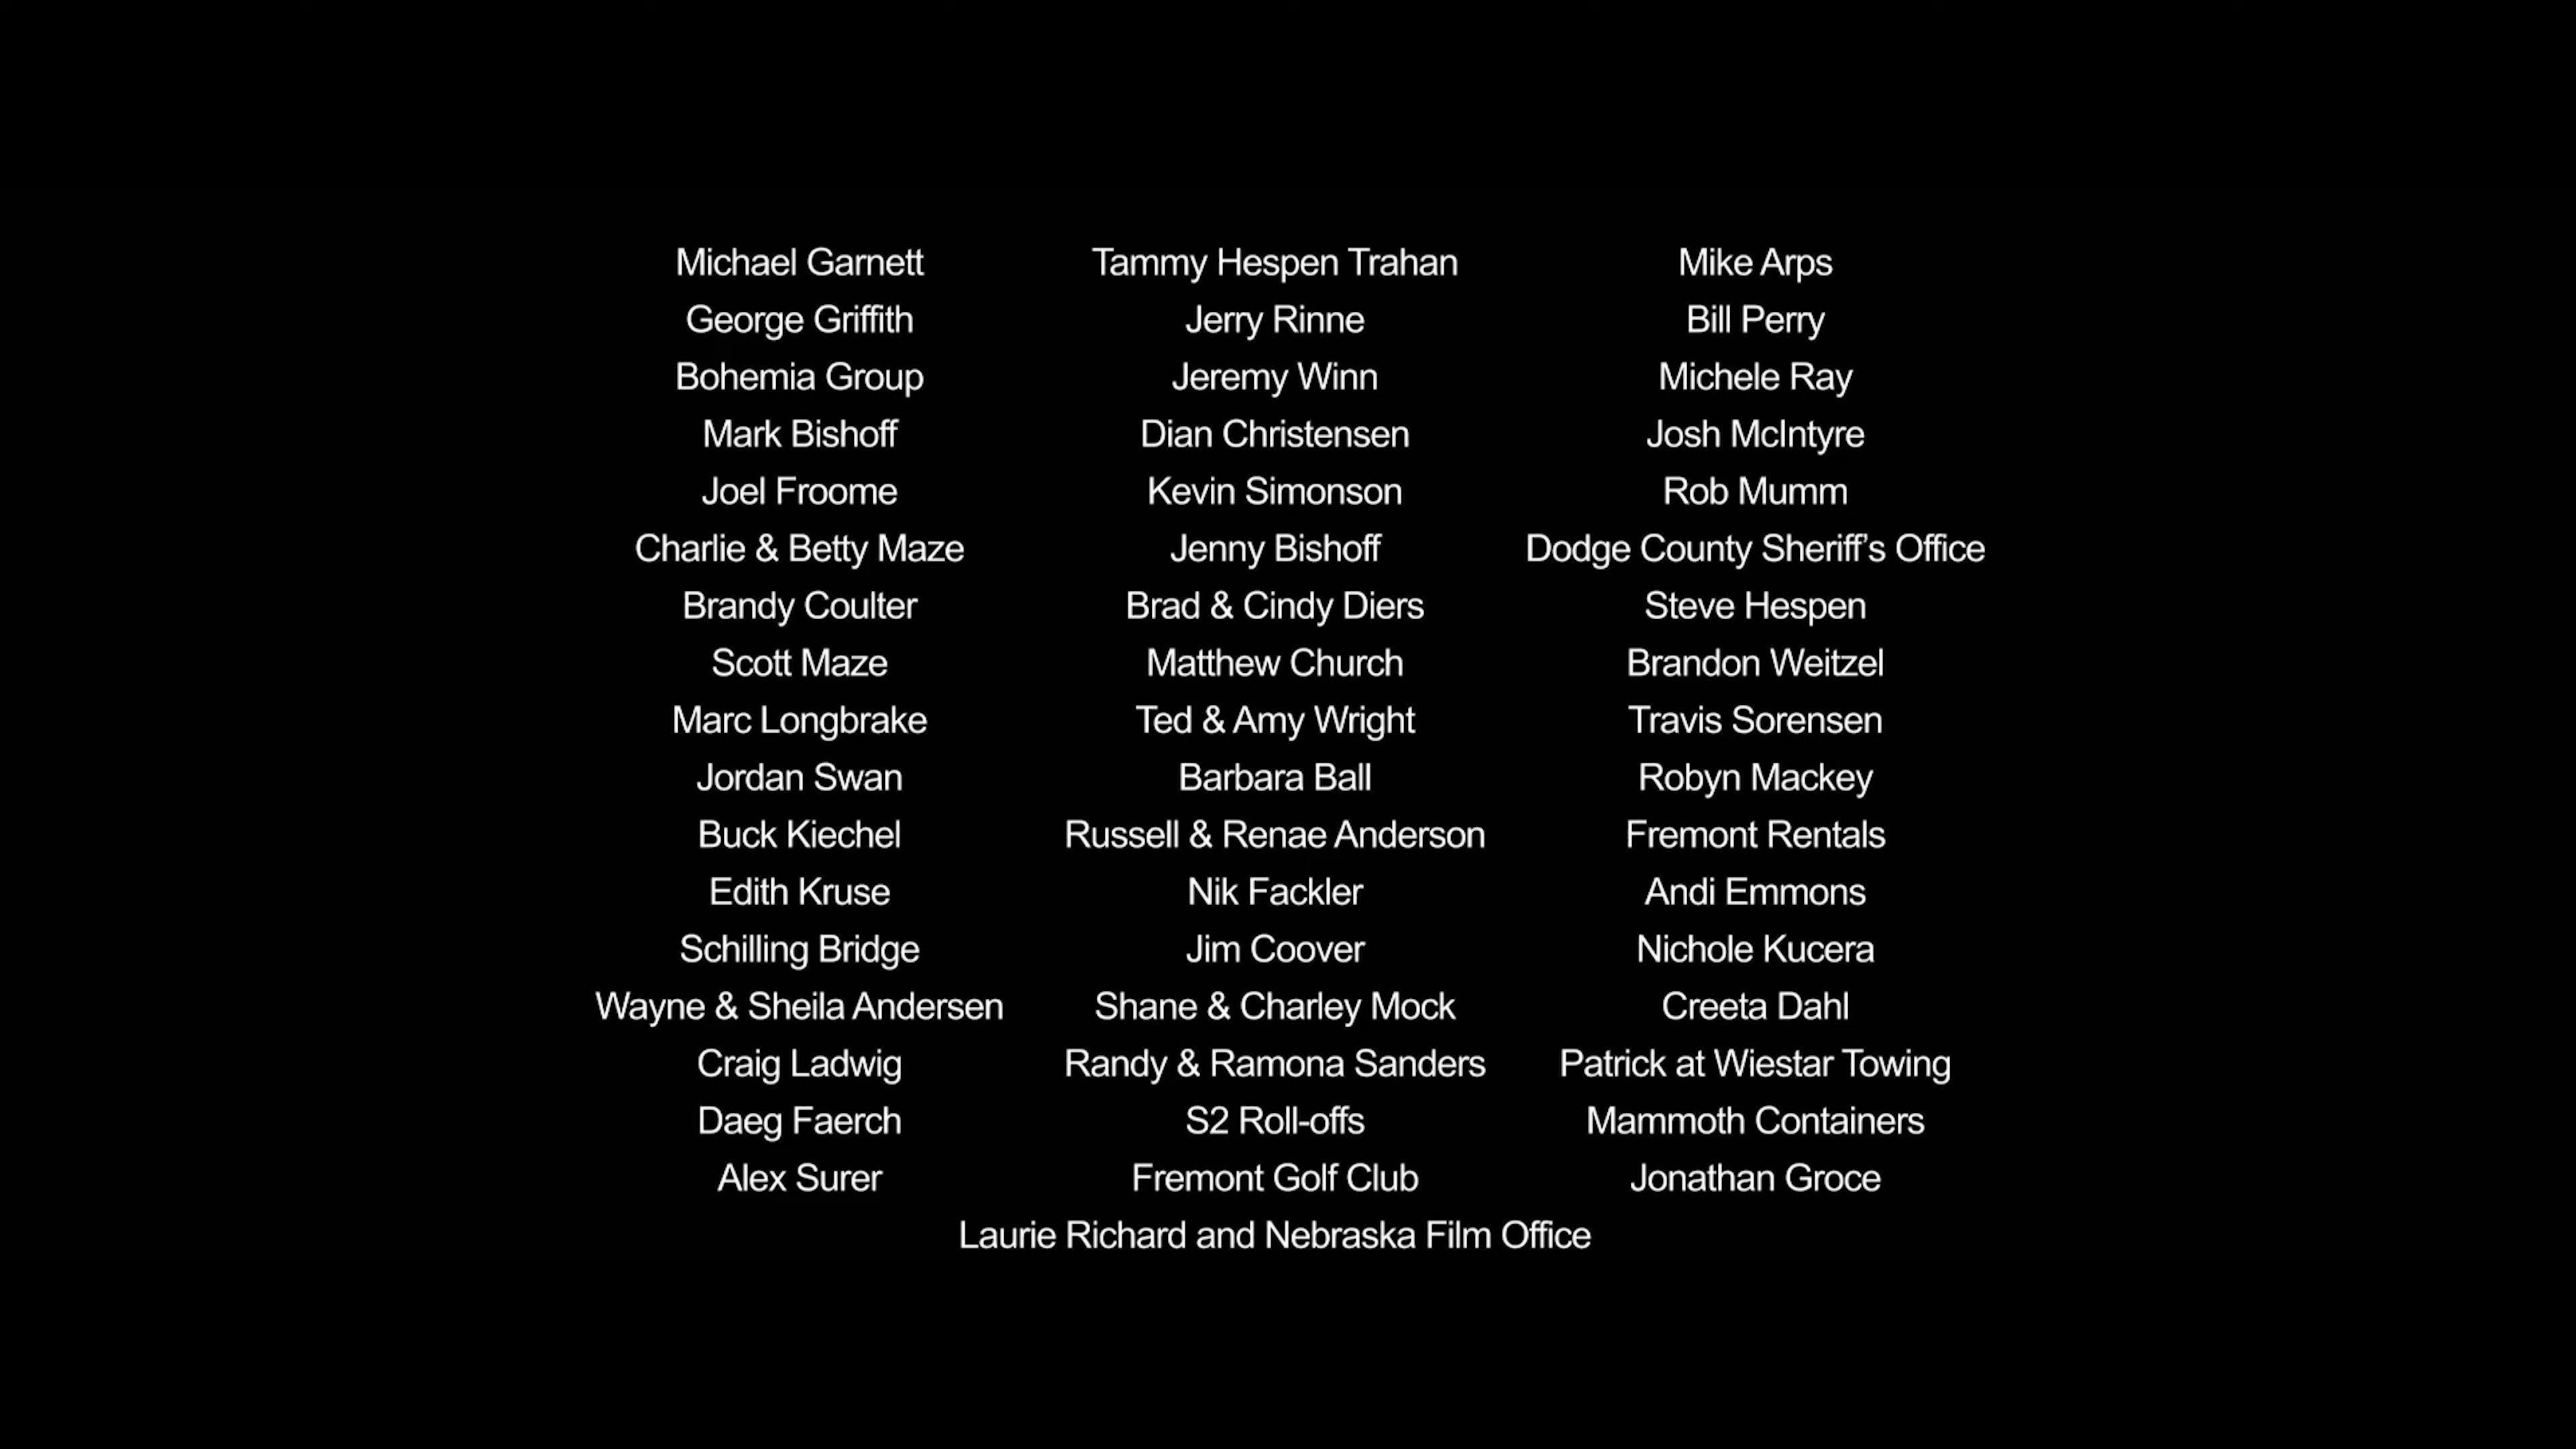 Michael Garnett
George Griffith
Bohemia Group
Mark Bishoff
Joel Froome
Charlie & Betty Maze
Brandy Coulter
Scott Maze
Marc Longbrake
Jordan Swan
Buck Kiechel
Edith Kruse
Schilling Bridge
Wayne & Sheila Andersen
Craig Ladwig
Daeg Faerch
Alex Surer
Tammy Hespen Trahan
Jerry Rinne
Jeremy Winn
Dian Christensen
Kevin Simonson
Jenny Bishoff
Brad & Cindy Diers
Matthew Church
Ted & Amy Wright
Barbara Ball
Russell & Renae Anderson
Nik Fackler
Jim Coover
Shane & Charley Mock
Randy & Ramona Sanders
S2 Roll-offs
Fremont Golf Club
Mike Arps
Bill Perry
Michele Ray
Josh McIntyre
Rob Mumm
Dodge County Sheriff’s Office
Steve Hespen
Brandon Weitzel
Travis Sorensen
Robyn Mackey
Fremont Rentals
Andi Emmons
Nichole Kucera
Creeta Dahl
Patrick at Wiestar Towing
Mammoth Containers
Jonathan Groce
Laurie Richard and Nebraska Film Office